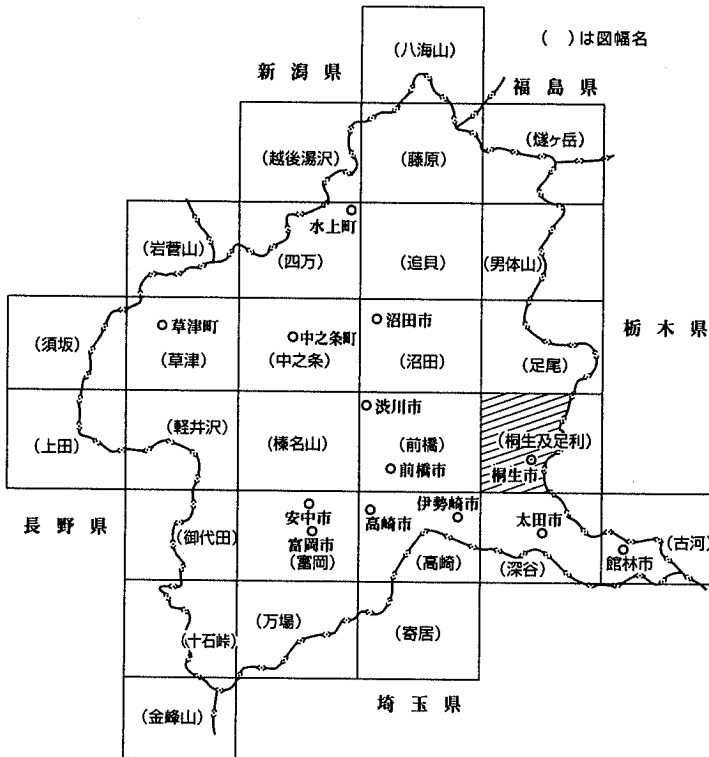 ( )は図幅名
(八海山)
新潟県
福島県
(越後湯沢)
(藤原)
(燧ヶ岳)
水上町
(岩菅山)
(四万)
(追貝)
(男体山)
草津町
沼田市
中之条町
栃木県
(須坂)
(草津)
(中之条)
(沼田)
(足尾)
渋川市
(軽井沢)
(上田)
(榛名山)
(前橋)
(桐生及足利)
前橋市
桐生市
長野県
安中市
高崎市
伊勢崎市
太田市
(御代田)
富岡市
(富岡)
(高崎)
(深谷)
館林市
(古河)
(万場)
(十石峠)
(寄居)
埼玉県
(金峰山)